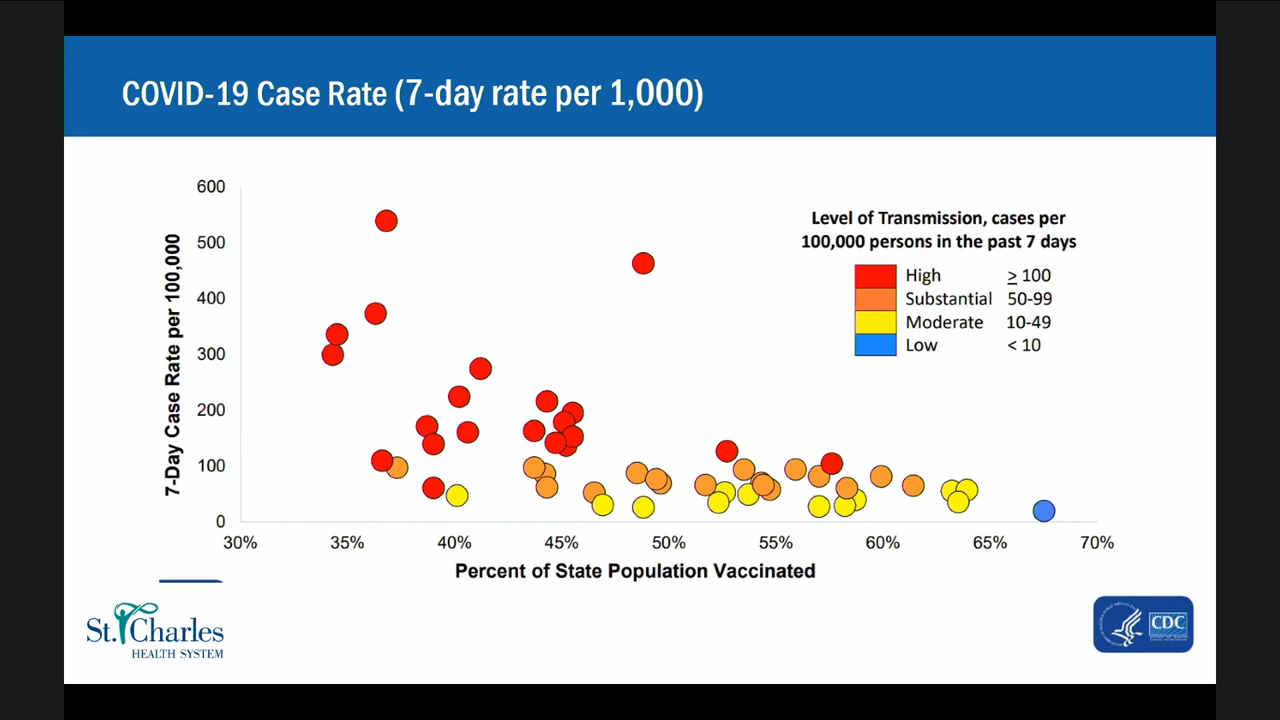 COVID-19 Case Rate (7-day rate per 1,000)
600
500
400
300
200
100
0
7-Day Case Rate per 100,000
Level of Transmission, cases per
100,000 persons in the past 7 days
High ≥ 100
Substantial 50-99
Moderate 10-49
Low < 10
30% 35% 40% 45% 50% 55% 60% 65% 70%
Percent of State Population Vaccinated
St. Charles
HEALTH SYSTEM
CDC